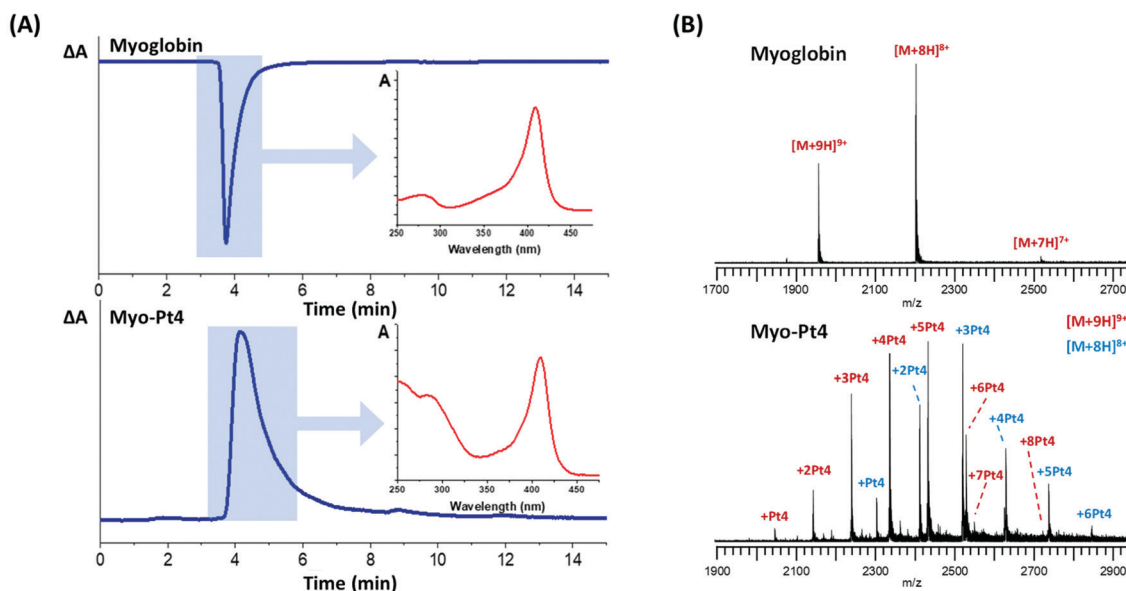 (A)
ΔA
Myoglobin
A
250 300 350 400 450
Wavelength (nm)
0 2 4 6 8 10 12 14
Time (min)
ΔA
Myo-Pt4
A
250 300 350 400 450
Wavelength (nm)
0 2 4 6 8 10 12 14
Time (min)
(B)
Myoglobin
[M+8H]⁸⁺
[M+9H]⁹⁺
[M+7H]⁷⁺
1700 1900 2100 2300 2500 2700
m/z
Myo-Pt4
[M+9H]⁹⁺
[M+8H]⁸⁺
+Pt4
+2Pt4
+3Pt4
+Pt4
+4Pt4
+2Pt4
+5Pt4
+3Pt4
+6Pt4
+7Pt4
+4Pt4
+8Pt4
+5Pt4
+6Pt4
1900 2100 2300 2500 2700 2900
m/z